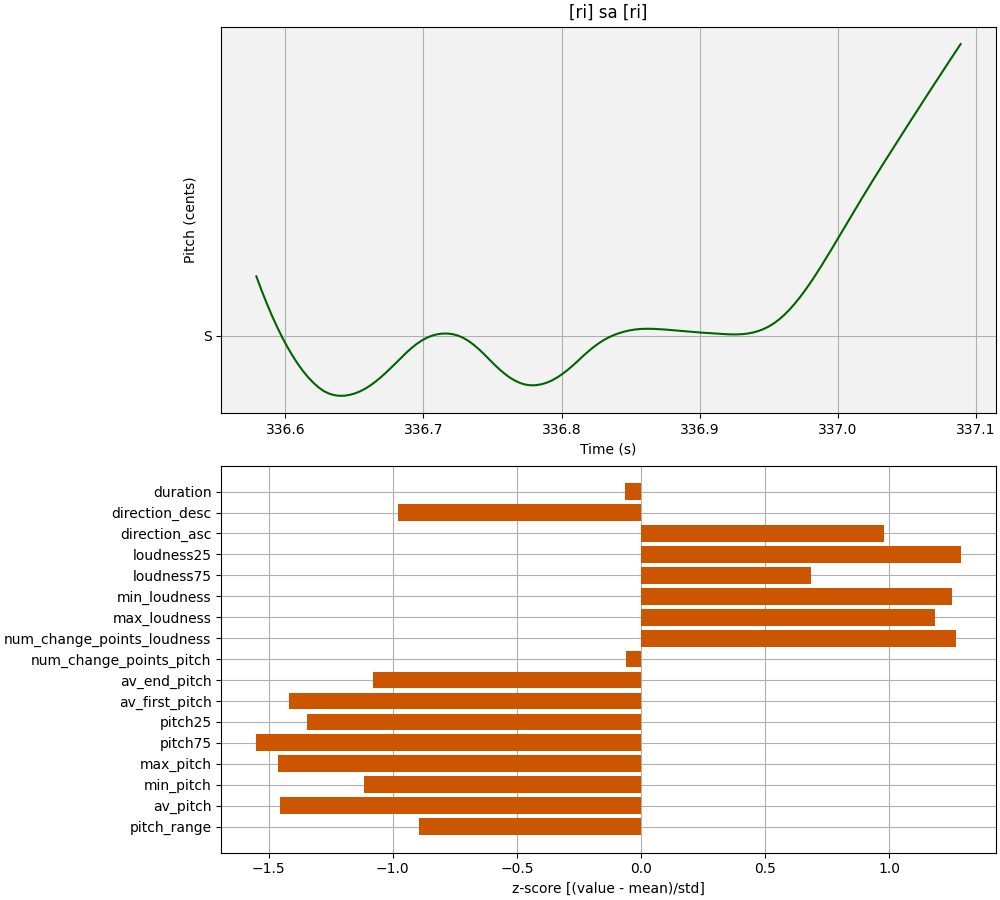 [ri] sa [ri]
Pitch (cents)
S
336.6 336.7 336.8 336.9 337.0 337.1
Time (s)
duration
direction_desc
direction_asc
loudness25
loudness75
min_loudness
max_loudness
num_change_points_loudness
num_change_points_pitch
av_end_pitch
av_first_pitch
pitch25
pitch75
max_pitch
min_pitch
av_pitch
pitch_range
−1.5 −1.0 −0.5 0.0 0.5 1.0
z-score [(value - mean)/std]